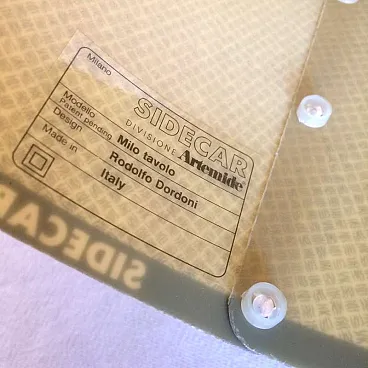 Milano
SIDECAR
DIVISIONE Artemide
Modello Milo tavolo
Patent pending
Design Rodolfo Dordoni
Made in Italy
SIDECAR